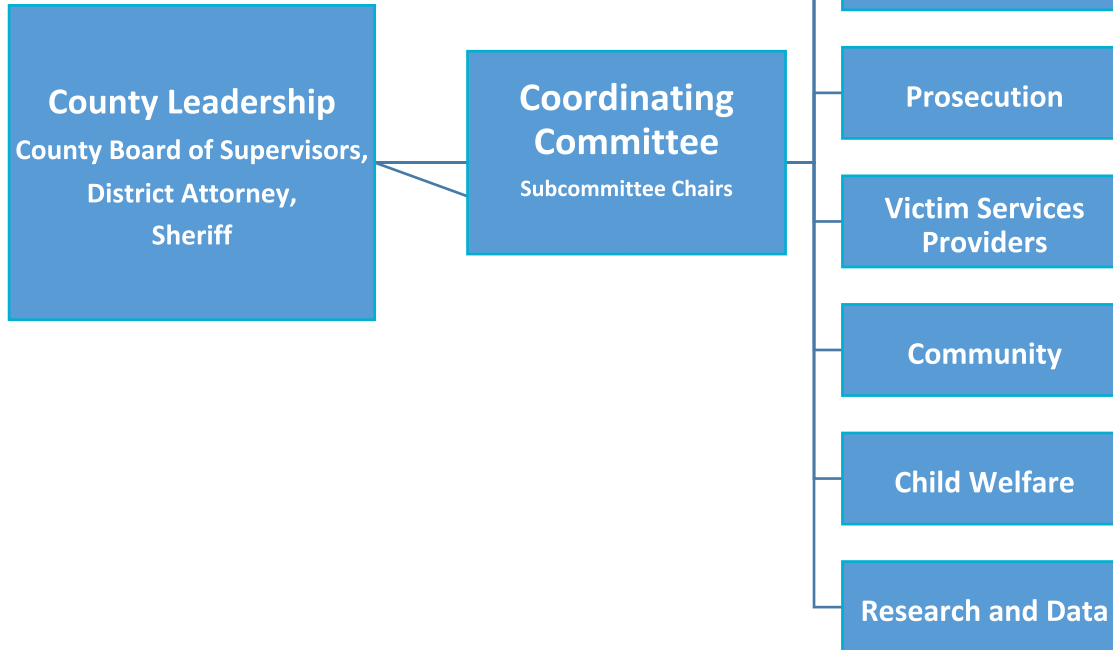 County Leadership
County Board of Supervisors,
District Attorney,
Sheriff
Coordinating
Committee
Subcommittee Chairs
Prosecution
Victim Services
Providers
Community
Child Welfare
Research and Data